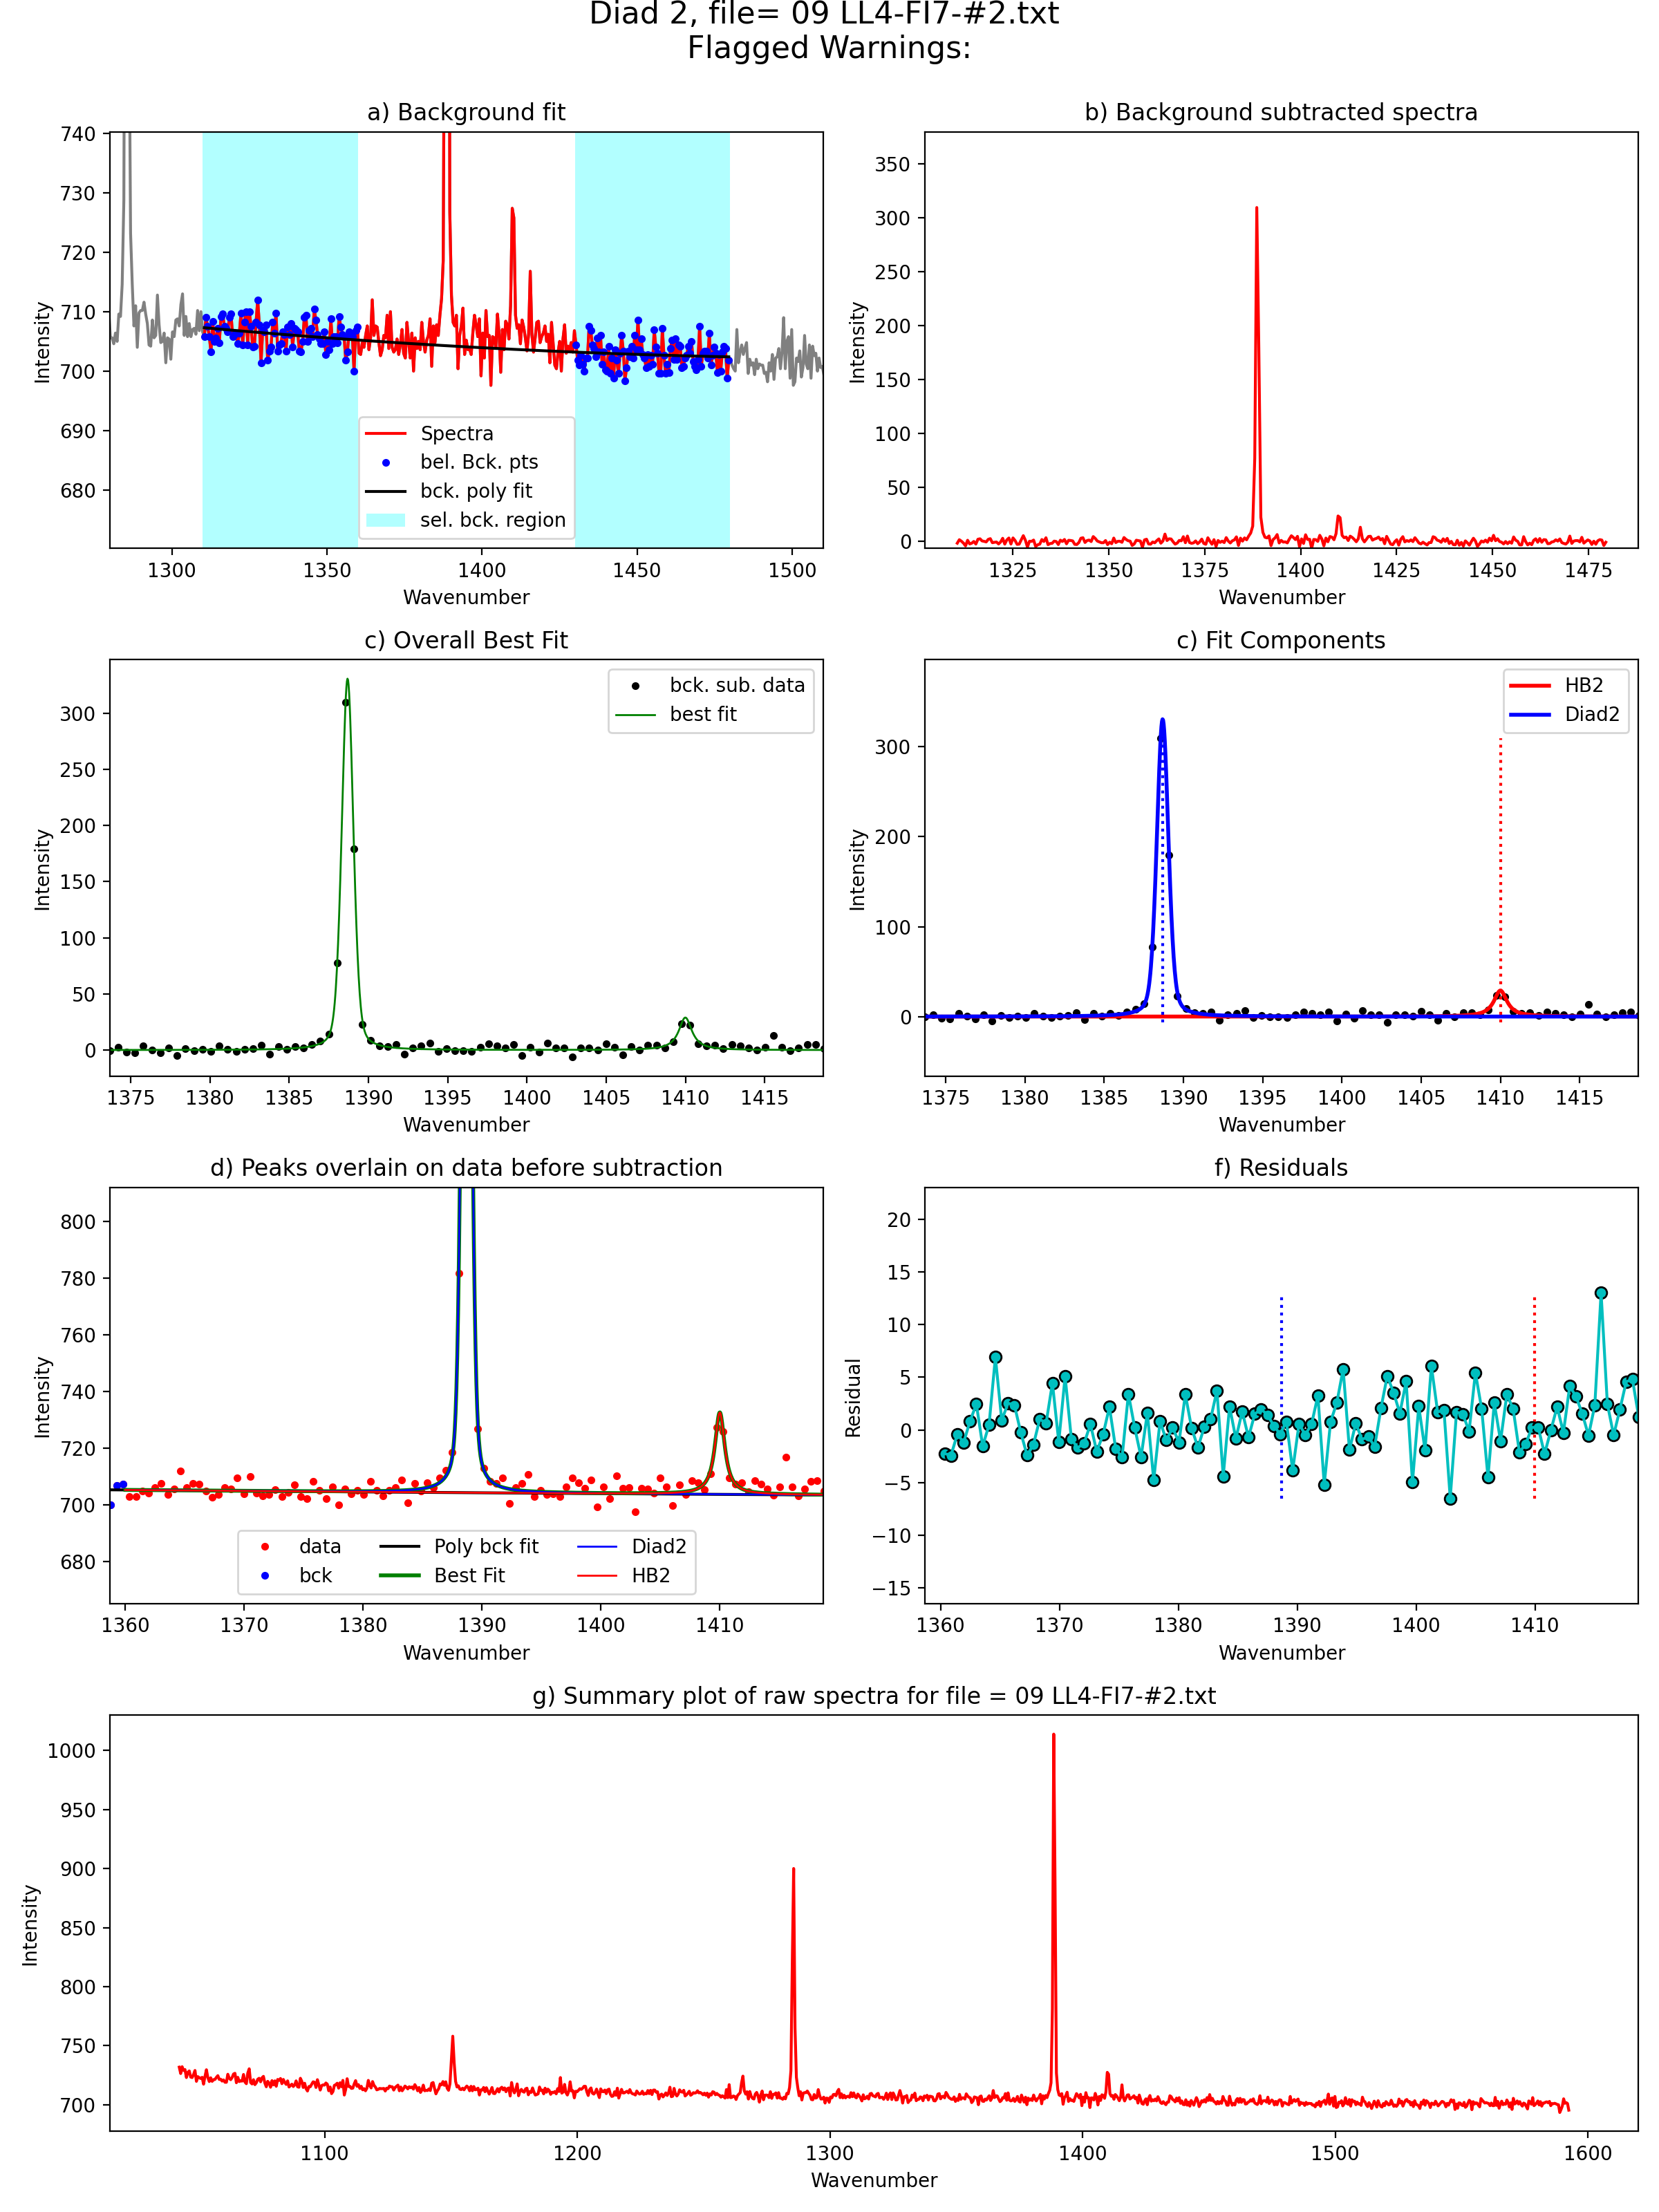 Diad 2, file= 09 LL4-FI7-#2.txt
Flagged Warnings:
a) Background fit
740
730
720
710
700
690
680
Intensity
Spectra
bel. Bck. pts
bck. poly fit
sel. bck. region
1300 1350 1400 1450 1500
Wavenumber
b) Background subtracted spectra
350
300
250
200
150
100
50
0
Intensity
1325 1350 1375 1400 1425 1450 1475
Wavenumber
c) Overall Best Fit
300
250
200
150
100
50
0
Intensity
bck. sub. data
best fit
1375 1380 1385 1390 1395 1400 1405 1410 1415
Wavenumber
c) Fit Components
300
200
100
0
Intensity
HB2
Diad2
1375 1380 1385 1390 1395 1400 1405 1410 1415
Wavenumber
d) Peaks overlain on data before subtraction
800
780
760
740
720
700
680
Intensity
data
bck
Poly bck fit
Best Fit
Diad2
HB2
1360 1370 1380 1390 1400 1410
Wavenumber
f) Residuals
20
15
10
5
0
−5
−10
−15
Residual
1360 1370 1380 1390 1400 1410
Wavenumber
g) Summary plot of raw spectra for file = 09 LL4-FI7-#2.txt
1000
950
900
850
800
750
700
Intensity
1100 1200 1300 1400 1500 1600
Wavenumber